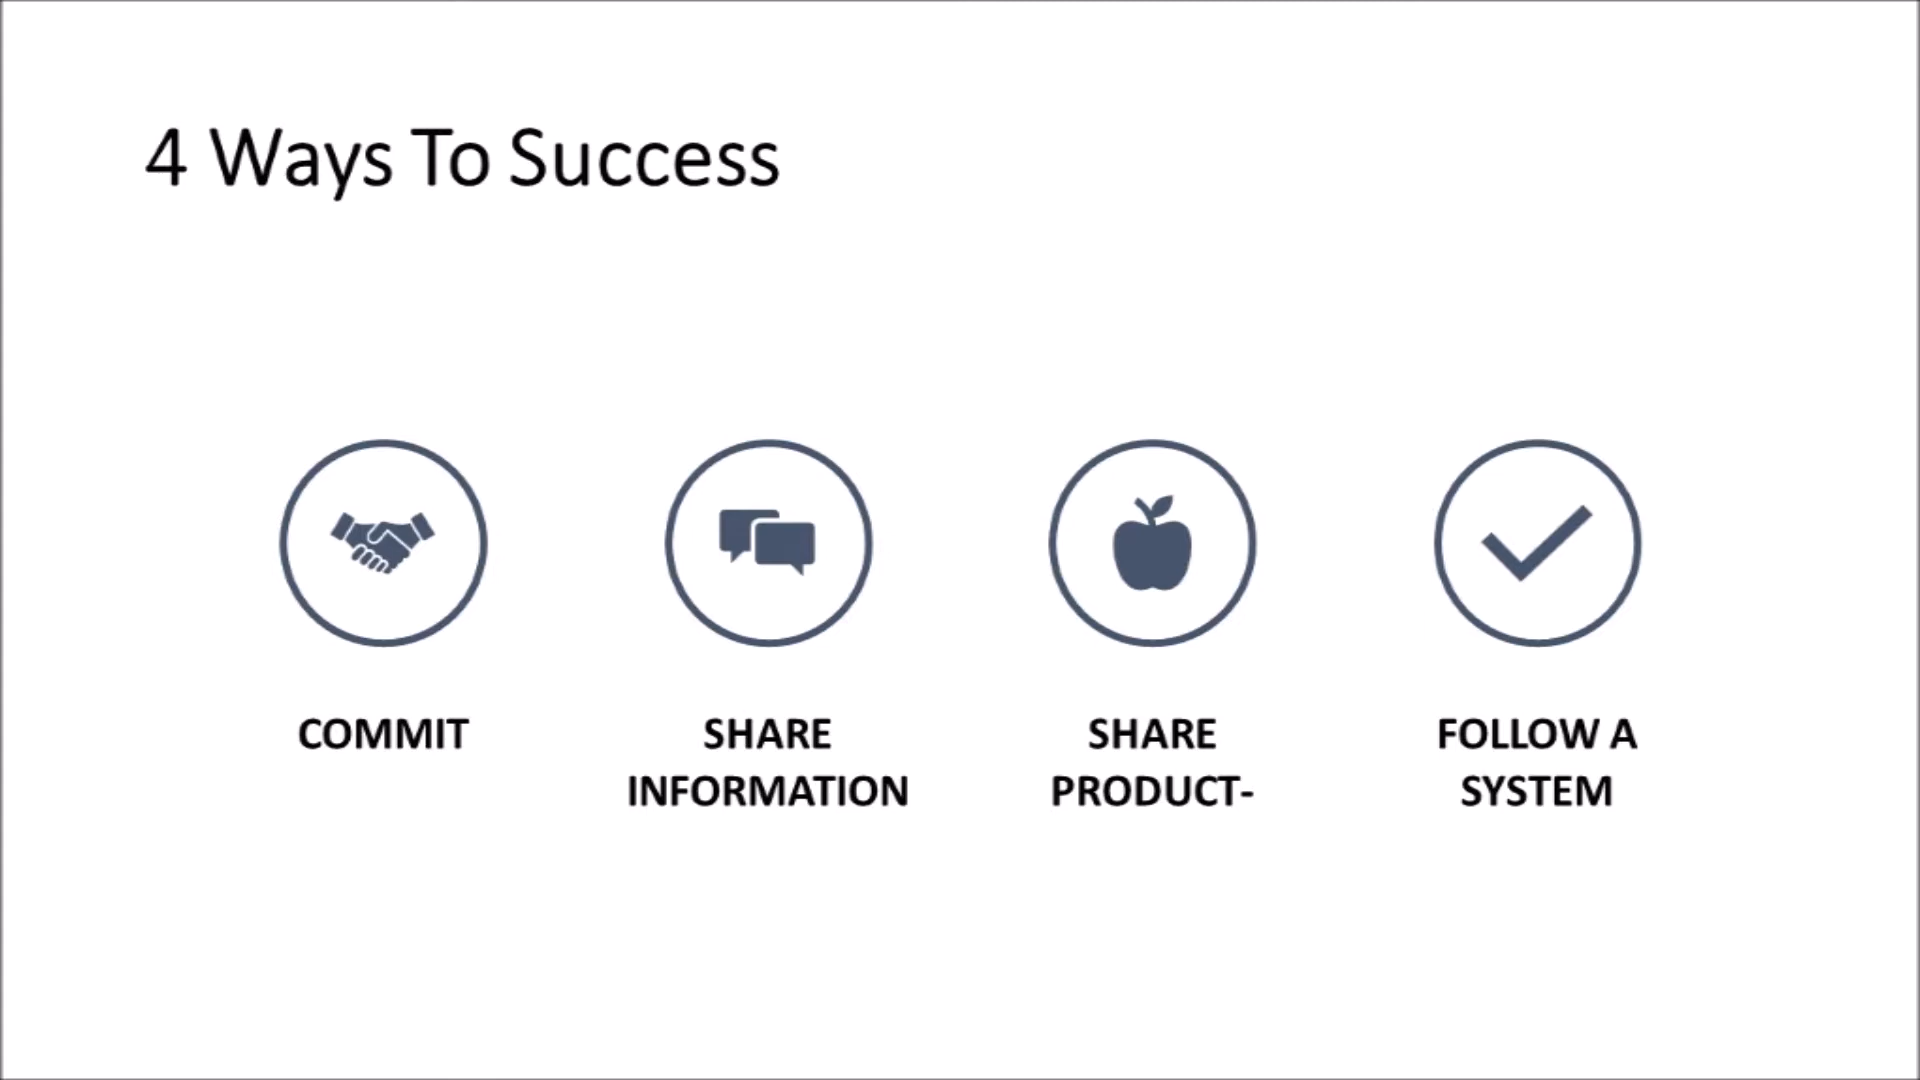 4 Ways To Success
COMMIT
SHARE
INFORMATION
SHARE
PRODUCT-
FOLLOW A
SYSTEM